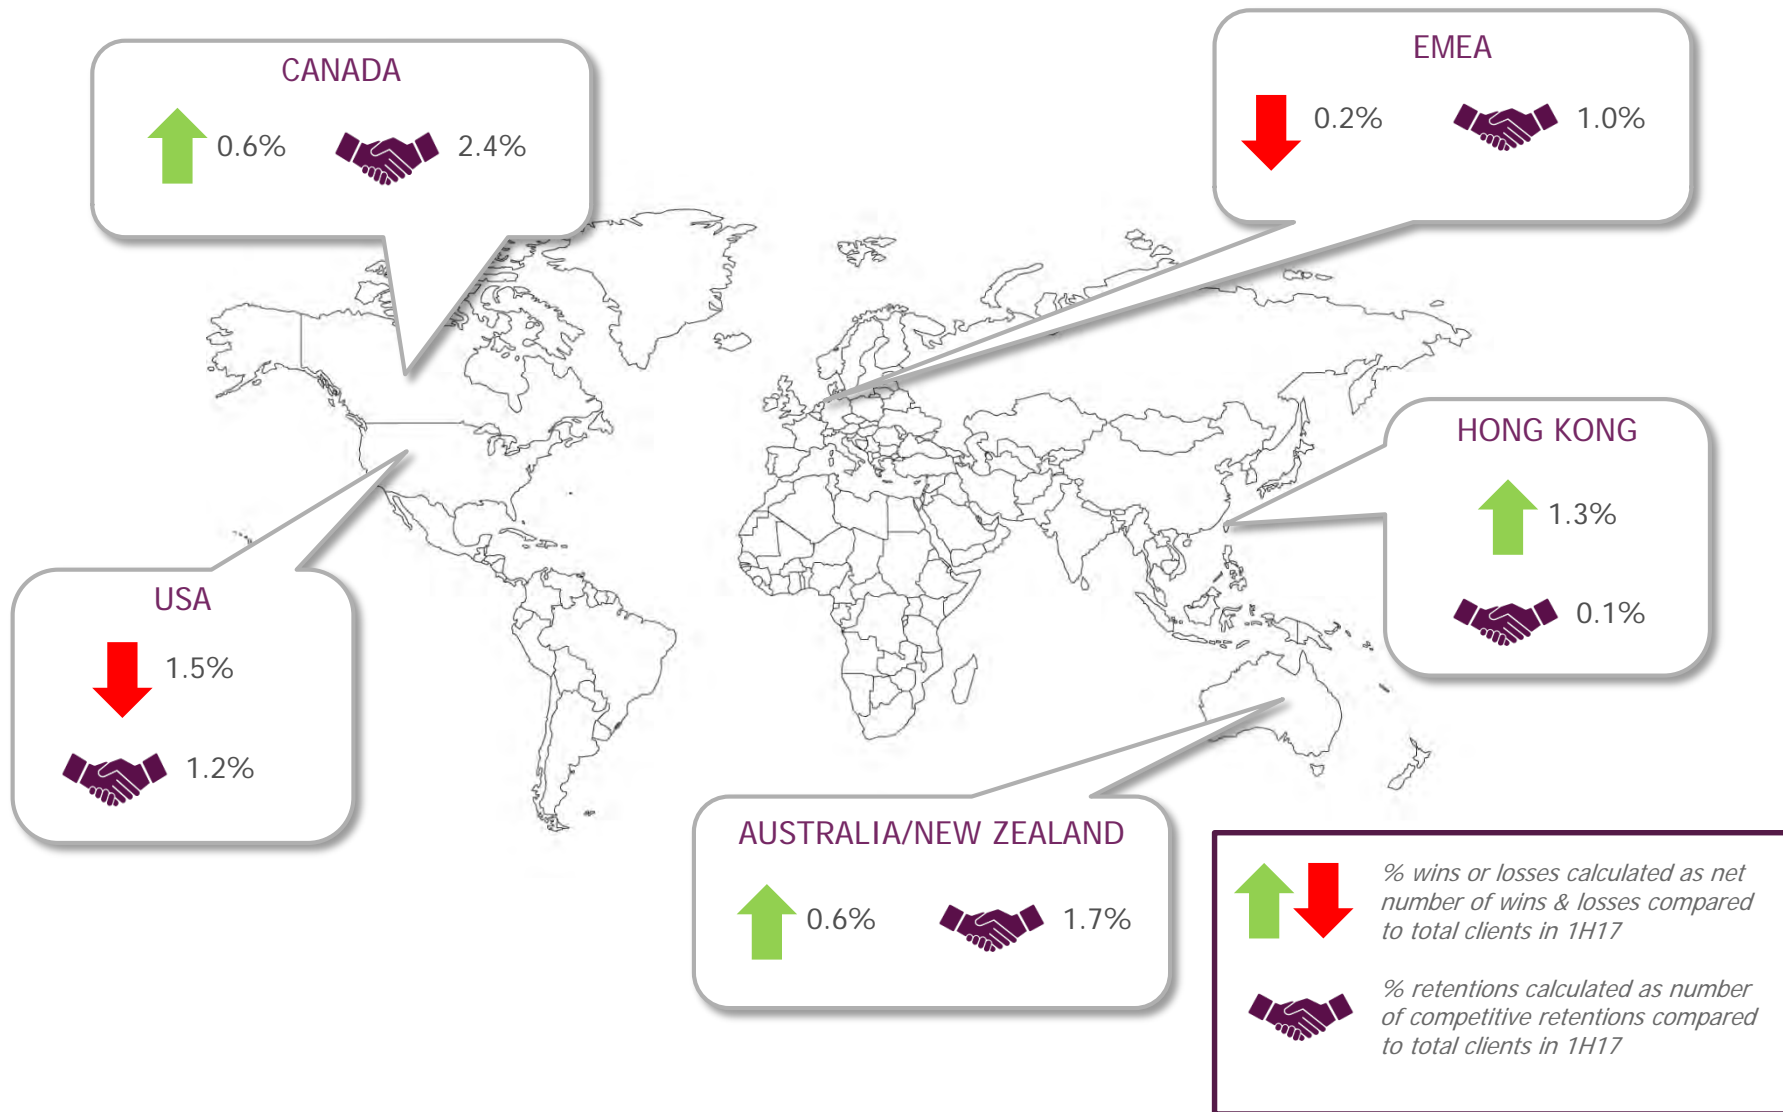 CANADA
0.6%
2.4%
EMEA
0.2%
1.0%
HONG KONG
1.3%
0.1%
USA
1.5%
1.2%
AUSTRALIA/NEW ZEALAND
0.6%
1.7%
% wins or losses calculated as net
number of wins & losses compared
to total clients in 1H17
% retentions calculated as number
of competitive retentions compared
to total clients in 1H17